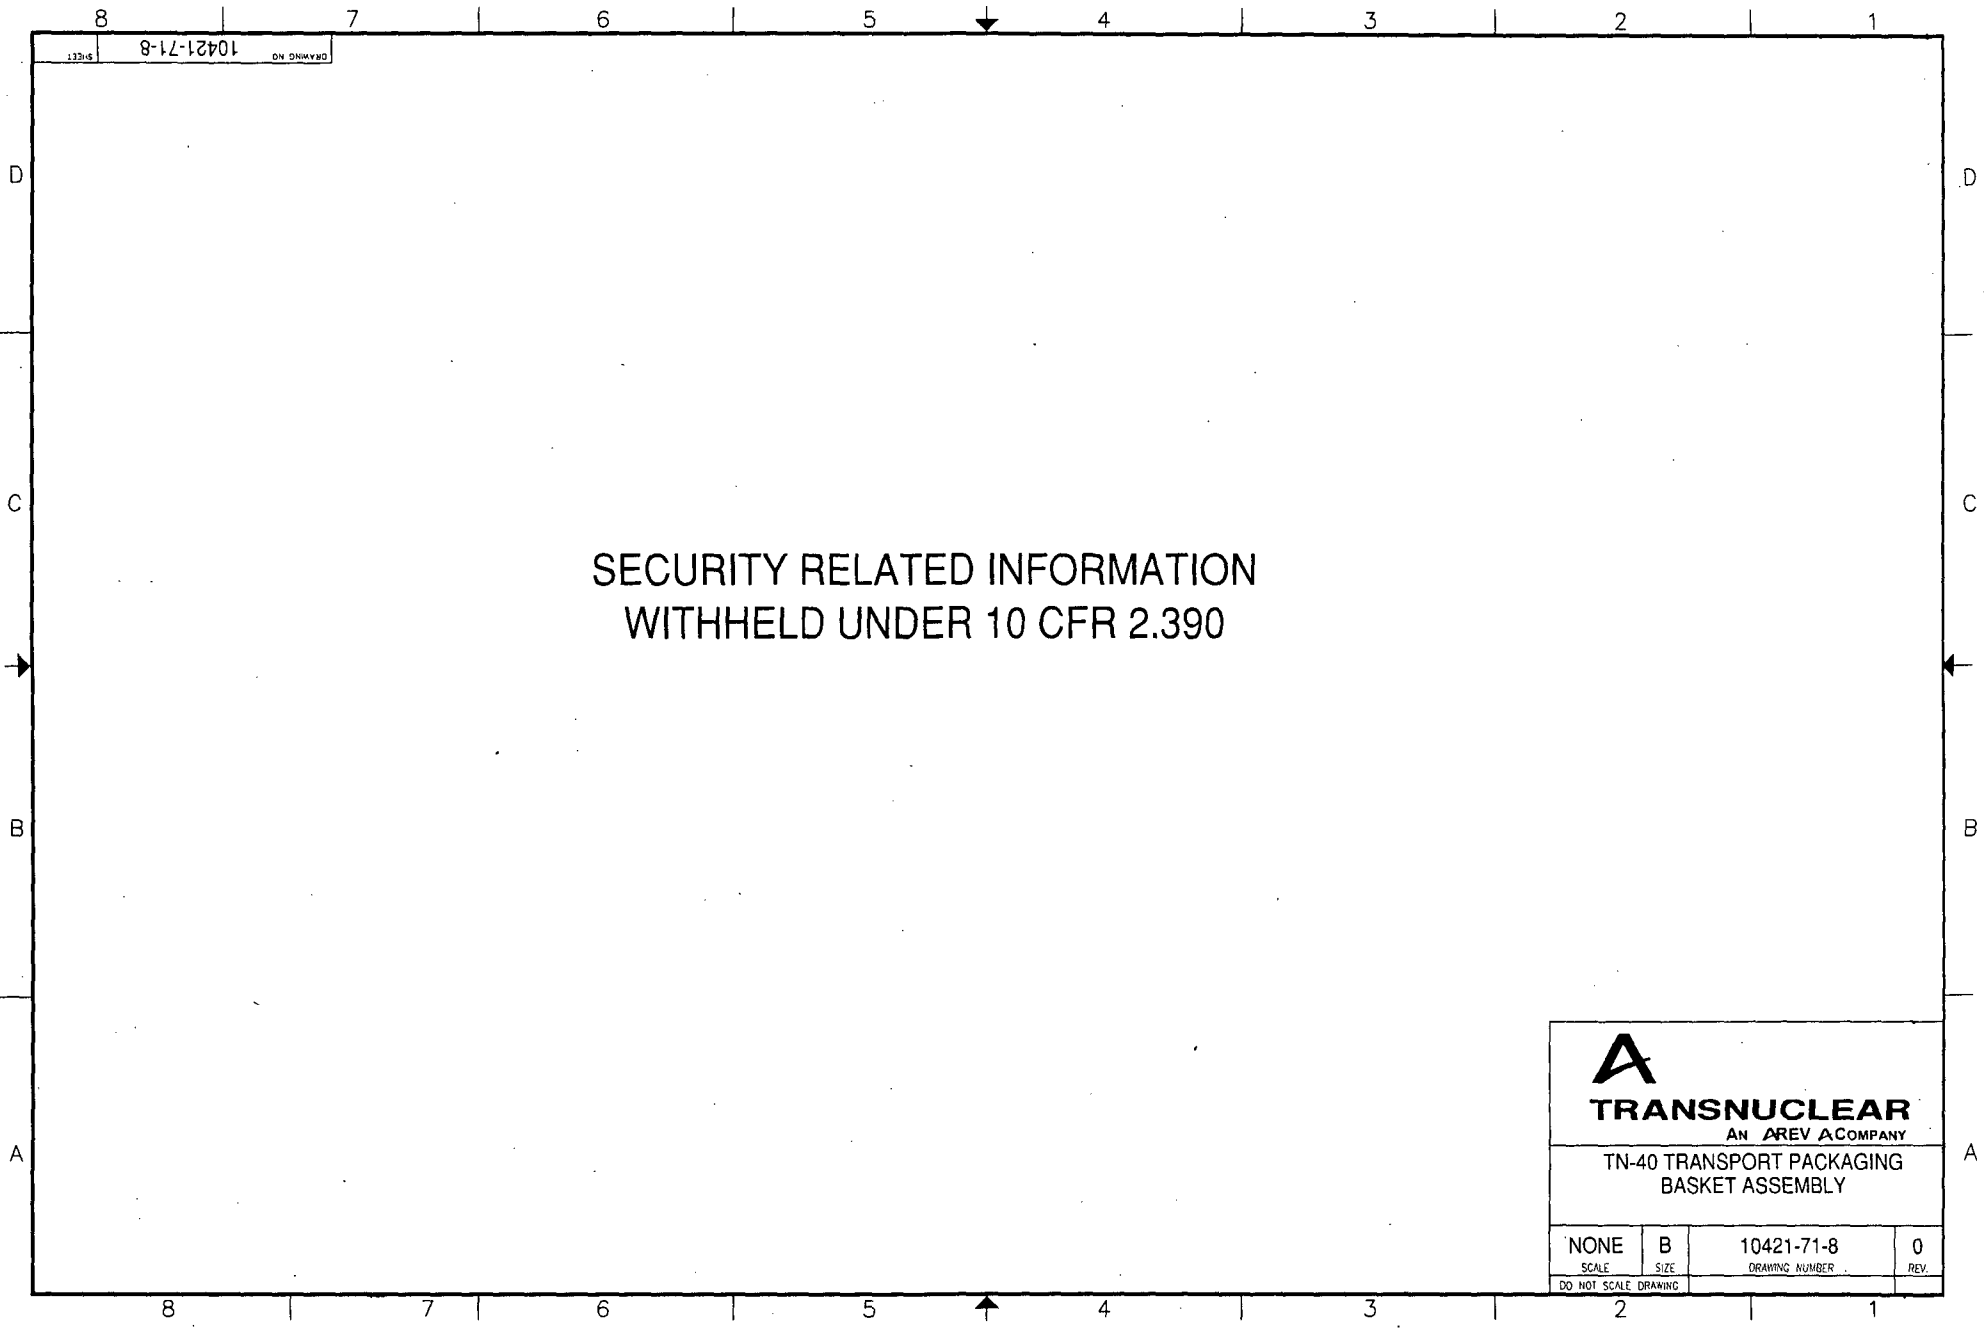 8 7 6 5 4 3 2 1
SHEET 10421-71-8 DRAWING NO
D D
C C
SECURITY RELATED INFORMATION
WITHHELD UNDER 10 CFR 2.390
B B
TRANSNUCLEAR
AN AREVA COMPANY
A A
TN-40 TRANSPORT PACKAGING
BASKET ASSEMBLY
NONE B 10421-71-8 0
SCALE SIZE DRAWING NUMBER REV.
DO NOT SCALE DRAWING
8 7 6 5 4 3 2 1